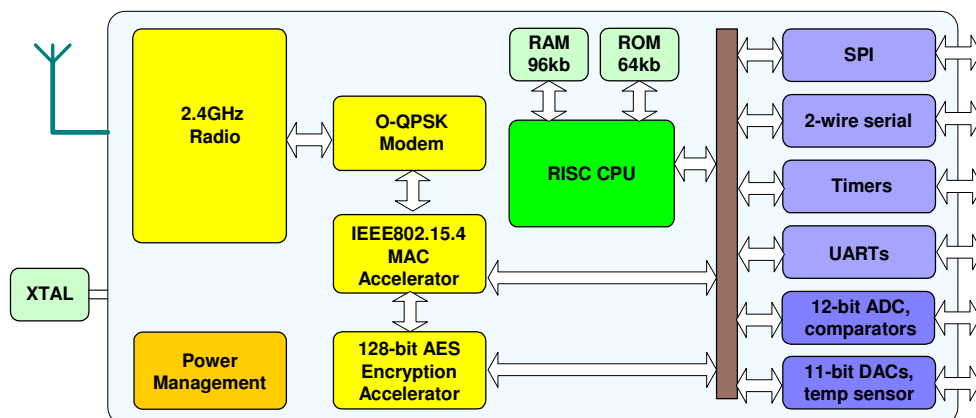 2.4GHz
Radio
O-QPSK
Modem
IEEE802.15.4
MAC
Accelerator
128-bit AES
Encryption
Accelerator
XTAL
Power
Management
RAM
96kb
ROM
64kb
RISC CPU
SPI
2-wire serial
Timers
UARTs
12-bit ADC,
comparators
11-bit DACs,
temp sensor